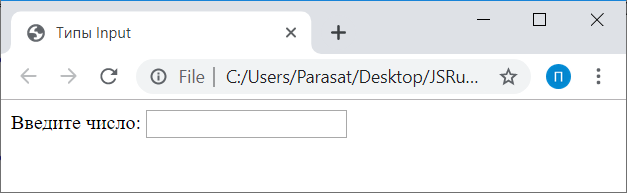 Типы Input
File C:/Users/Parasat/Desktop/JSRu...
П
Введите число: